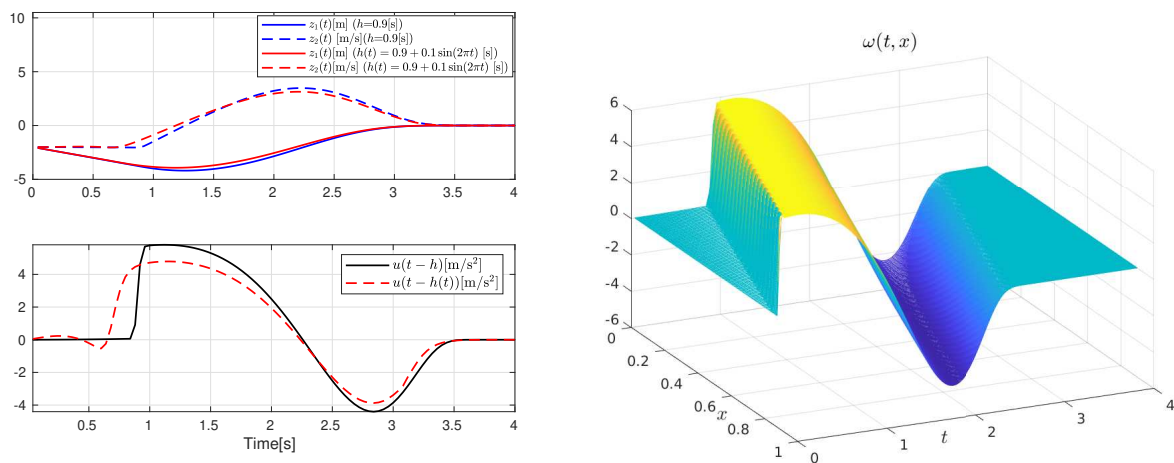 10
5
0
-5
z₁(t)[m] (h=0.9[s])
z₂(t) [m/s](h=0.9[s])
z₁(t)[m] (h(t) = 0.9 + 0.1 sin(2πt) [s])
z₂(t)[m/s] (h(t) = 0.9 + 0.1 sin(2πt) [s])
0 0.5 1 1.5 2 2.5 3 3.5 4
4
2
0
-2
-4
u(t − h)[m/s²]
u(t − h(t))[m/s²]
0.5 1 1.5 2 2.5 3 3.5 4
Time[s]
ω(t, x)
6
4
2
0
-2
-4
-6
0
0.2
0.4
0.6
0.8
1
x
0
1
2
3
4
t